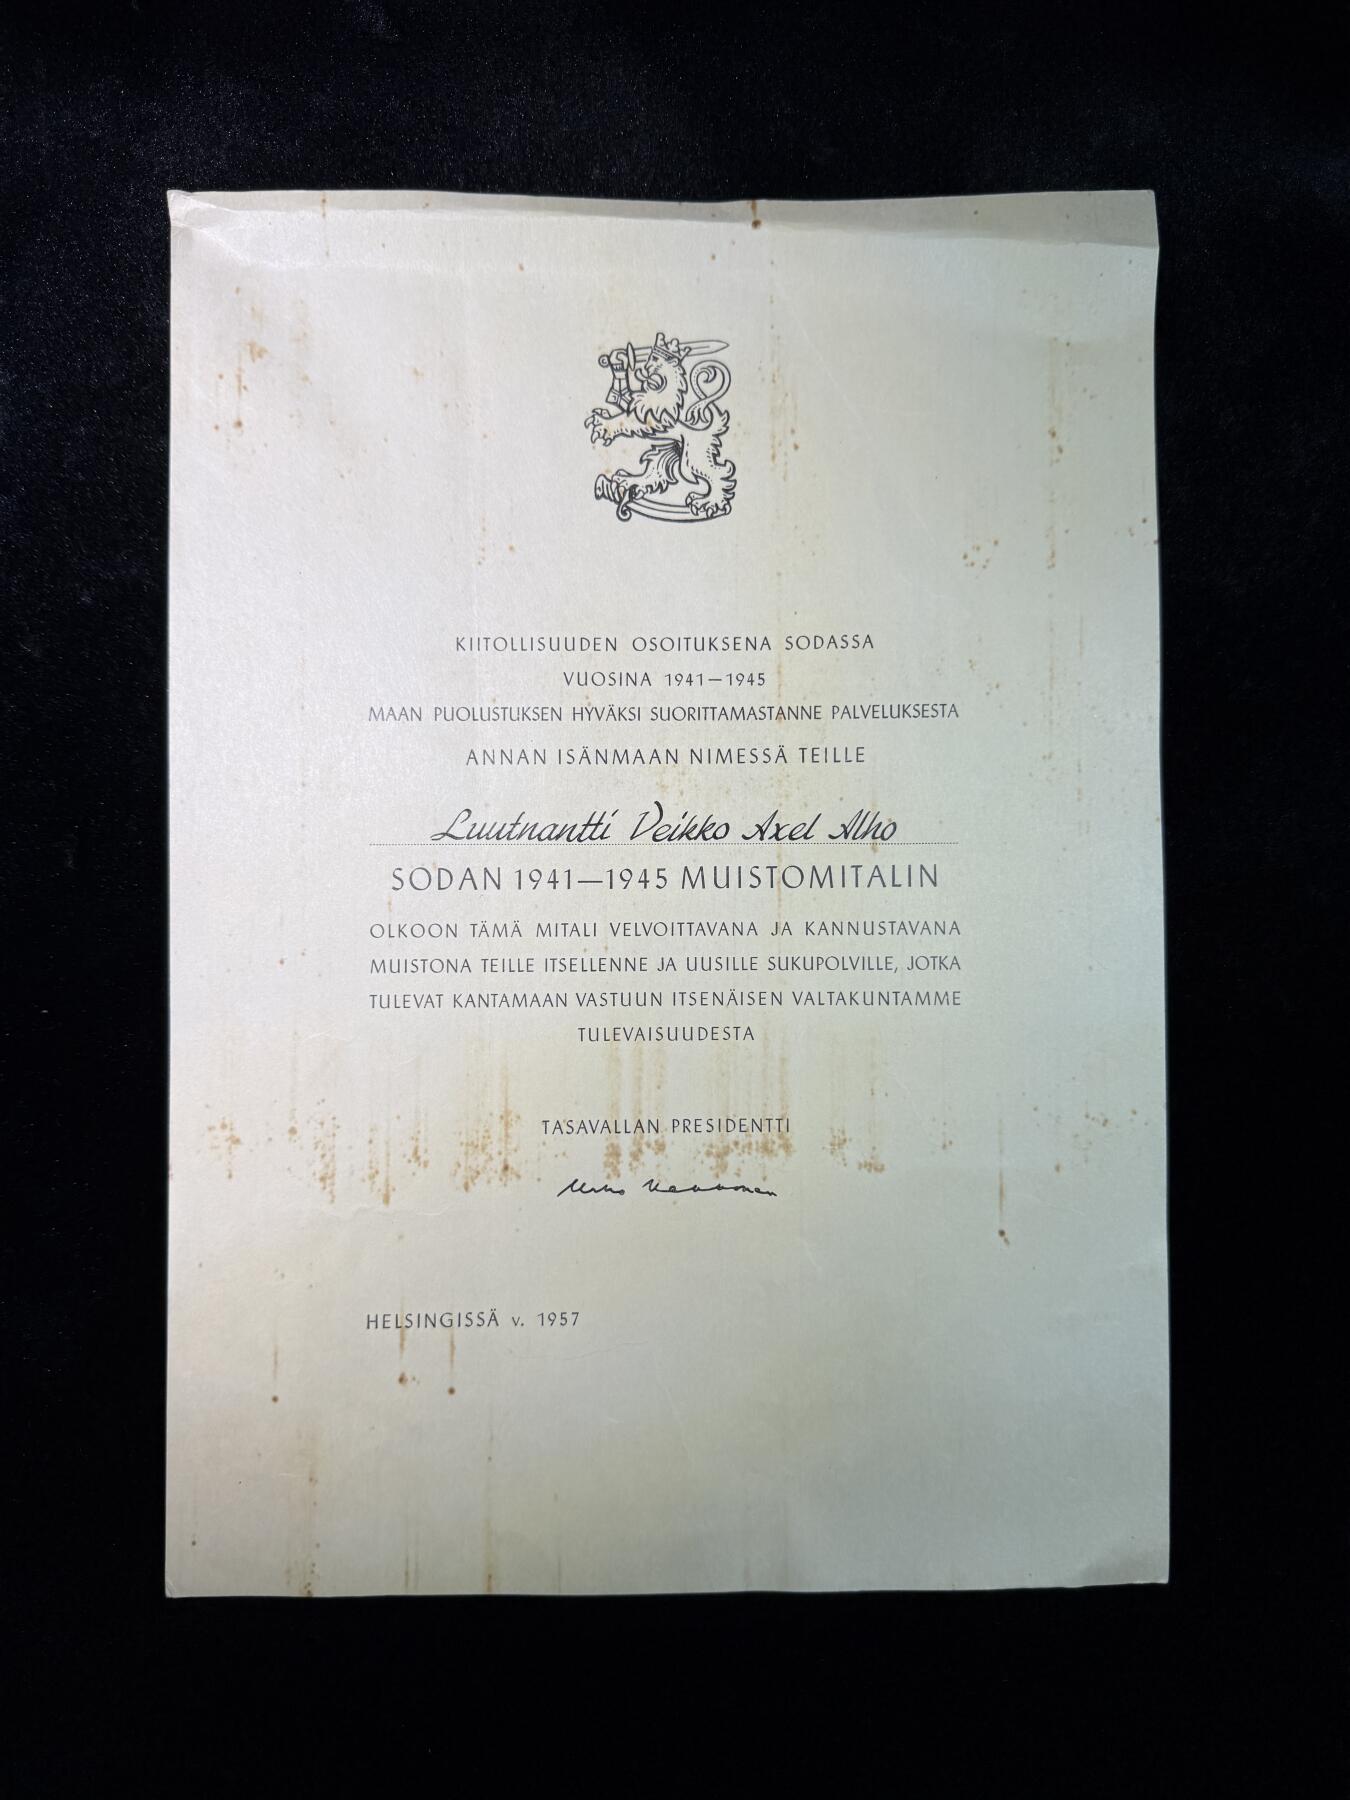 KIITOLLISUUDEN OSOITUKSENA SODASSA
VUOSINA 1941—1945
MAAN PUOLUSTUKSEN HYVÄKSI SUORITTAMASTANNE PALVELUKSESTA
ANNAN ISÄNMAAN NIMESSÄ TEILLE
Luutnantti Veikko Axel Alho
SODAN 1941—1945 MUISTOMITALIN
OLKOON TÄMÄ MITALI VELVOITTAVANA JA KANNUSTAVANA
MUISTONA TEILLE ITSELLENNE JA UUSILLE SUKUPOLVILLE, JOTKA
TULEVAT KANTAMAAN VASTUUN ITSENÄISEN VALTAKUNTAMME
TULEVAISUUDESTA
TASAVALLAN PRESIDENTTI
Urho Kekkonen
HELSINGISSÄ v. 1957